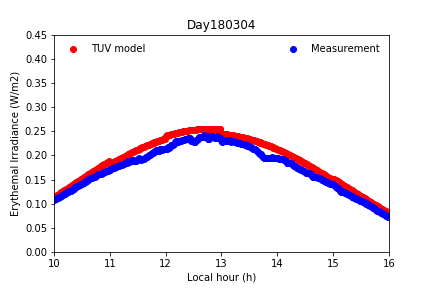 Day180304
0.45
0.40
0.35
0.30
0.25
0.20
0.15
0.10
0.05
0.00
Erythemal Irradiance (W/m2)
TUV model
Measurement
10 11 12 13 14 15 16
Local hour (h)